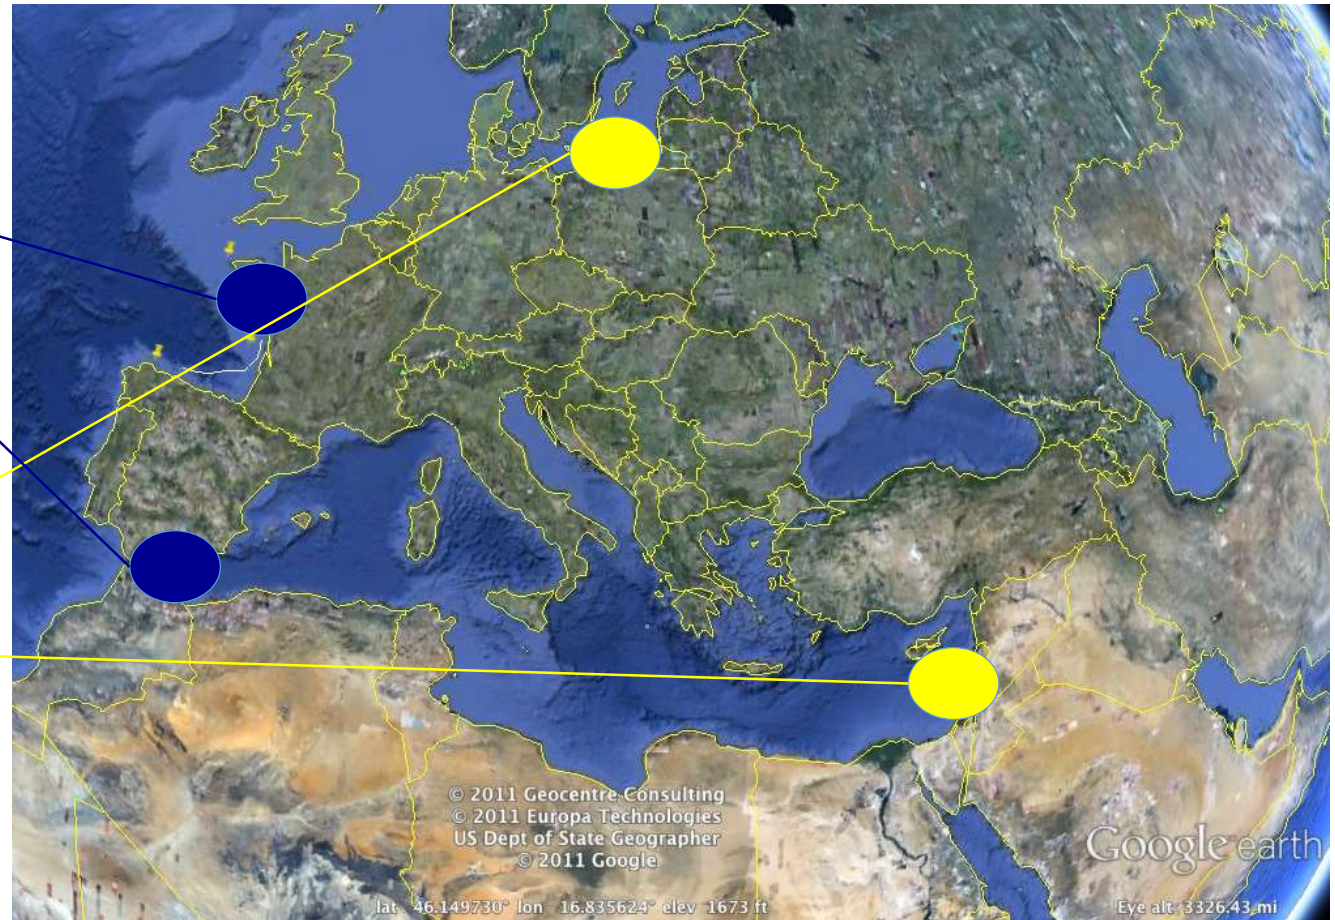 © 2011 Geocentre Consulting
© 2011 Europa Technologies
US Dept of State Geographer
© 2011 Google
Google earth
lat 46.149730° lon 16.835624° elev 1673 ft
Eye alt 3326.43 mi